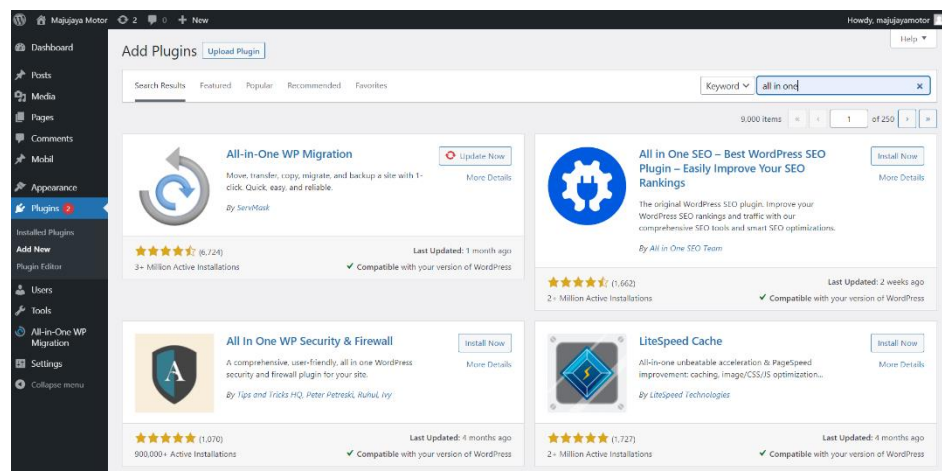 Majujaya Motor 2 0 + New Howdy, majujayamotor
Help ▼
Dashboard
Posts
Media
Pages
Comments
Mobil
Appearance
Plugins 2
Installed Plugins
Add New
Plugin Editor
Users
Tools
All-in-One WP
Migration
Settings
Collapse menu
Add Plugins Upload Plugin
Search Results Featured Popular Recommended Favorites Keyword all in one ×
9,000 items « ‹ 1 of 250 › »
All-in-One WP Migration
Update Now
Move, transfer, copy, migrate, and backup a site with 1-
click. Quick, easy, and reliable.
More Details
By ServMask
(6,724)
Last Updated: 1 month ago
3+ Million Active Installations
✔ Compatible with your version of WordPress
All in One SEO – Best WordPress SEO
Plugin – Easily Improve Your SEO
Rankings
Install Now
More Details
The original WordPress SEO plugin. Improve your
WordPress SEO rankings and traffic with our
comprehensive SEO tools and smart SEO optimizations.
By All in One SEO Team
(1,662)
Last Updated: 2 weeks ago
2+ Million Active Installations
✔ Compatible with your version of WordPress
All In One WP Security & Firewall
Install Now
A comprehensive, user-friendly, all in one WordPress
security and firewall plugin for your site.
More Details
By Tips and Tricks HQ, Peter Petreski, Ruhul, Ivy
A
(1,070)
Last Updated: 4 months ago
900,000+ Active Installations
✔ Compatible with your version of WordPress
LiteSpeed Cache
Install Now
All-in-one unbeatable acceleration & PageSpeed
improvement: caching, image/CSS/JS optimization...
More Details
By LiteSpeed Technologies
(1,727)
Last Updated: 4 months ago
2+ Million Active Installations
✔ Compatible with your version of WordPress